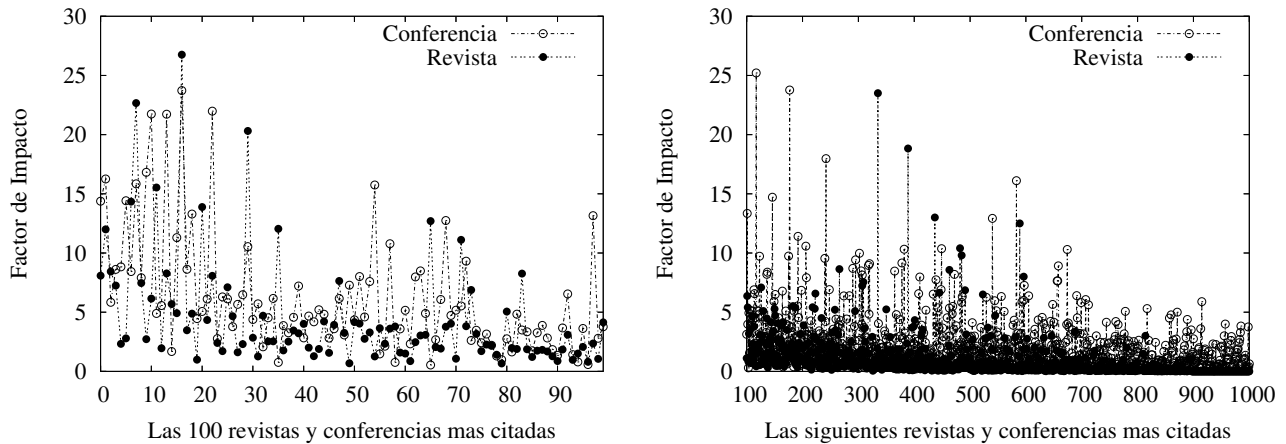 30
25
20
15
10
5
0
0 10 20 30 40 50 60 70 80 90
Factor de Impacto
Las 100 revistas y conferencias mas citadas
Conferencia
Revista
30
25
20
15
10
5
0
100 200 300 400 500 600 700 800 900 1000
Factor de Impacto
Las siguientes revistas y conferencias mas citadas
Conferencia
Revista